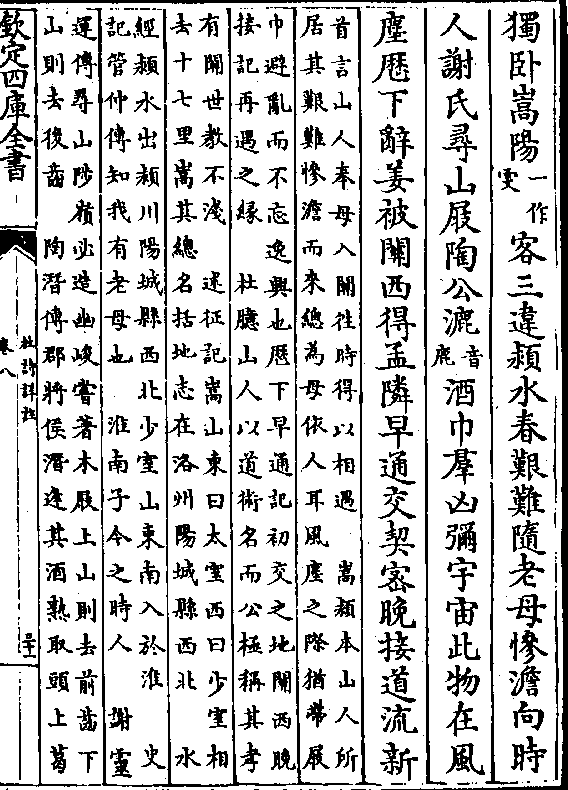 獨卧嵩陽一作雯客三違潁水春艱難隨老母慘澹向時
人謝氏尋山屐陶公漉音鹿酒巾羣凶彌宇宙此物在風
塵歴下辭姜被關西得孟隣早通交契宻晚接道流新
首言山人奉母入關徃時得以相遇　嵩潁本山人所
居其艱難慘澹而來總為母依人耳風塵之際猶帶屐
巾避亂而不忘逸興也歴下早通記初交之地關西晚
接記再遇之縁　杜臆山人以道術名而公極稱其孝
有關世教不淺　述征記嵩山東曰太室西曰少室相
去十七里嵩其總名括地志在洛州陽城縣西北　水
經潁水出潁川陽城縣西北少室山東南入於淮　史
記管仲傳知我有老母也　淮南子今之時人　謝靈
運傳尋山陟嶺必造幽峻嘗著木屐上山則去前齒下
山則去後齒　陶潛傳郡將侯潛逢其酒熟取頭上葛
欽定四庫全書
杜詩詳註
卷八